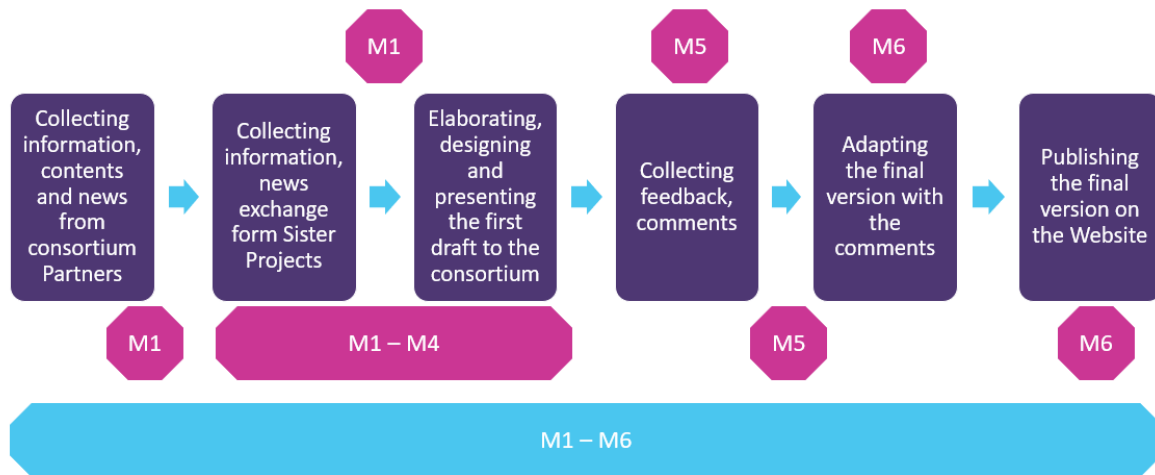 M1
M5
M6
Collecting
information,
contents
and news
from
consortium
Partners
Collecting
information,
news
exchange
form Sister
Projects
Elaborating,
designing
and
presenting
the first
draft to the
consortium
Collecting
feedback,
comments
Adapting
the final
version with
the
comments
Publishing
the final
version on
the Website
M1
M1 – M4
M5
M6
M1 – M6